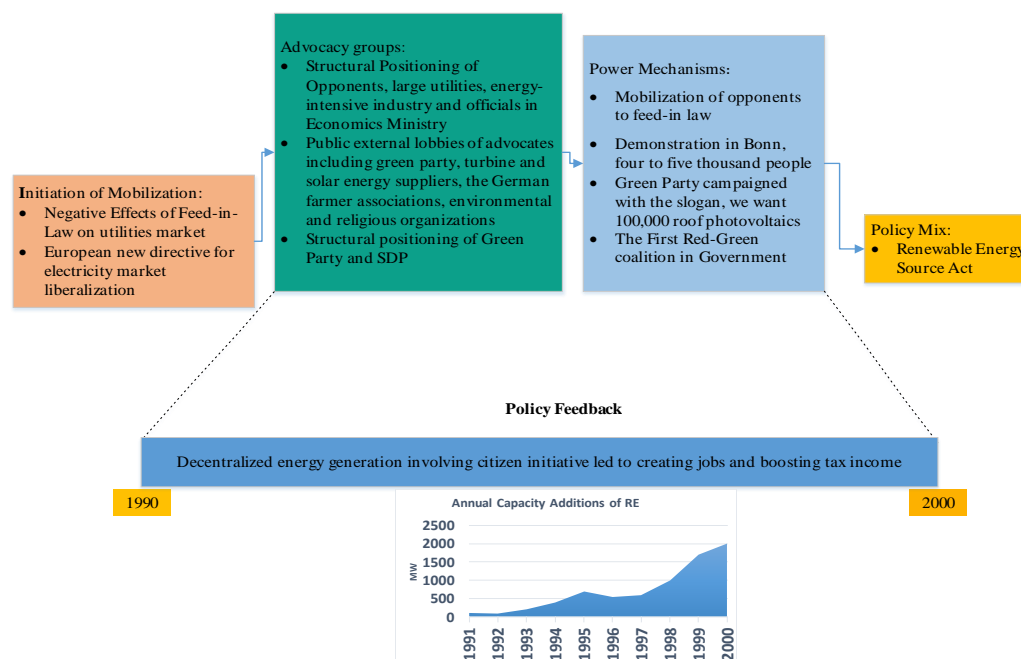 Initiation of Mobilization:
• Negative Effects of Feed-in-
Law on utilities market
• European new directive for
electricity market
liberalization
Advocacy groups:
• Structural Positioning of
Opponents, large utilities, energy-
intensive industry and officials in
Economics Ministry
• Public external lobbies of advocates
including green party, turbine and
solar energy suppliers, the German
farmer associations, environmental
and religious organizations
• Structural positioning of Green
Party and SDP
Power Mechanisms:
• Mobilization of opponents
to feed-in law
• Demonstration in Bonn,
four to five thousand people
• Green Party campaigned
with the slogan, we want
100,000 roof photovoltaics
• The First Red-Green
coalition in Government
Policy Mix:
• Renewable Energy
Source Act
Policy Feedback
Decentralized energy generation involving citizen initiative led to creating jobs and boosting tax income
1990
2000
Annual Capacity Additions of RE
MW
2500
2000
1500
1000
500
0
1991
1992
1993
1994
1995
1996
1997
1998
1999
2000